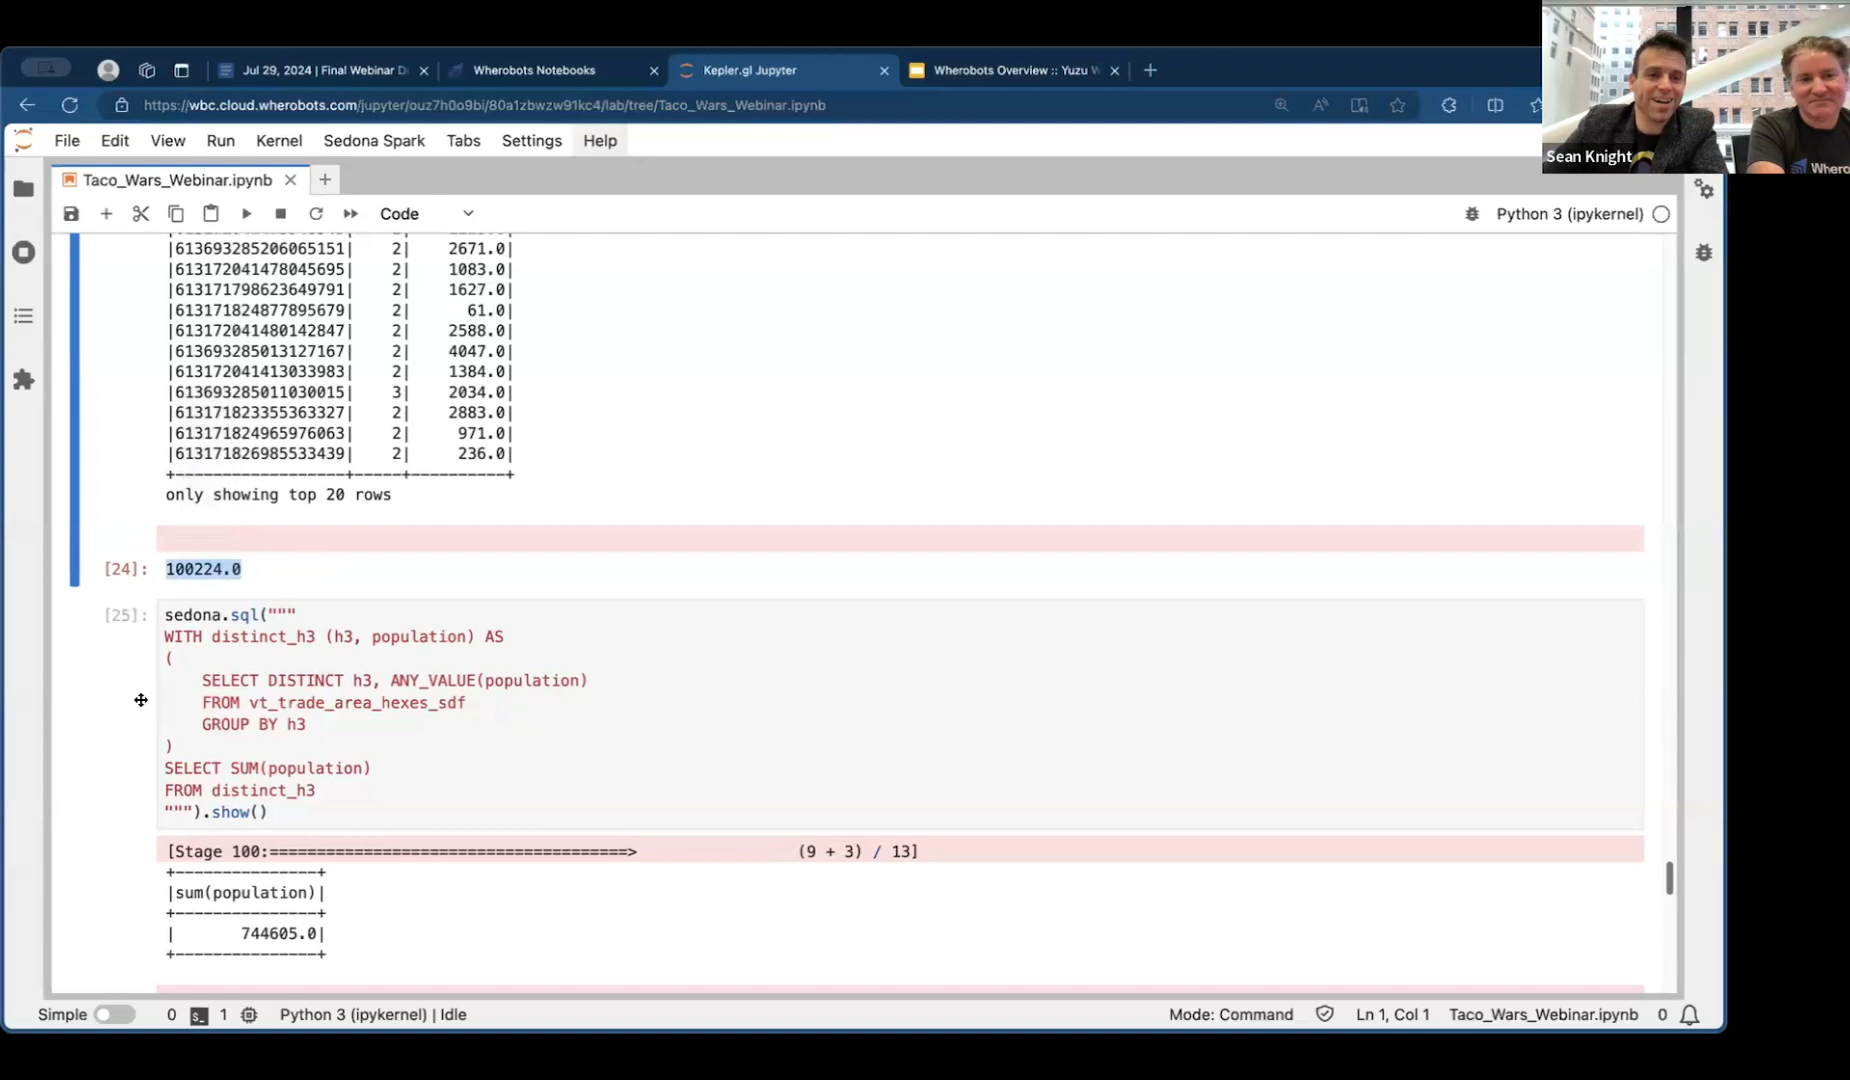 Jul 29, 2024 | Final Webinar D
Wherobots Notebooks
Kepler.gl Jupyter
Wherobots Overview :: Yuzu W
https://wbc.cloud.wherobots.com/jupyter/ouz7h0o9bi/80a1zbwzw91kc4/lab/tree/Taco_Wars_Webinar.ipynb
Sean Knight
Whero
File Edit View Run Kernel Sedona Spark Tabs Settings Help
Taco_Wars_Webinar.ipynb
Code
Python 3 (ipykernel)
|613693285206065151| 2| 2671.0|
|613172041478045695| 2| 1083.0|
|613171798623649791| 2| 1627.0|
|613171824877895679| 2| 61.0|
|613172041480142847| 2| 2588.0|
|613693285013127167| 2| 4047.0|
|613172041413033983| 2| 1384.0|
|613693285011030015| 3| 2034.0|
|613171823355363327| 2| 2883.0|
|613171824965976063| 2| 971.0|
|613171826985533439| 2| 236.0|
+------------------+-----+----------+
only showing top 20 rows
[24]: 100224.0
[25]: sedona.sql("""
WITH distinct_h3 (h3, population) AS
(
SELECT DISTINCT h3, ANY_VALUE(population)
FROM vt_trade_area_hexes_sdf
GROUP BY h3
)
SELECT SUM(population)
FROM distinct_h3
""").show()
[Stage 100:=====================================> (9 + 3) / 13]
+---------------+
|sum(population)|
+---------------+
| 744605.0|
+---------------+
Simple 0 1 Python 3 (ipykernel) | Idle Mode: Command Ln 1, Col 1 Taco_Wars_Webinar.ipynb 0